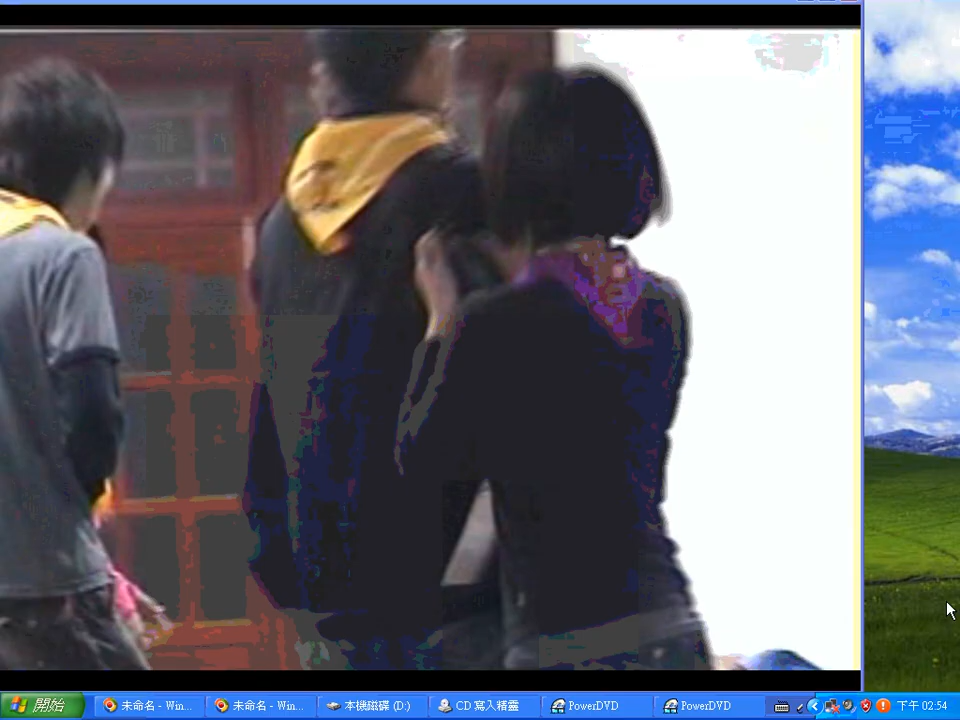 開始
未命名 - Win...
未命名 - Win...
本機磁碟 (D:)
CD 寫入精靈
PowerDVD
PowerDVD
下午 02:54